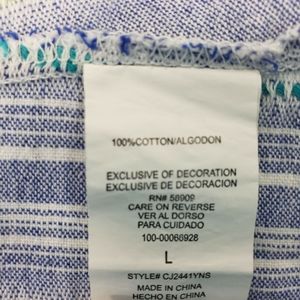 100%COTTON/ALGODON
EXCLUSIVE OF DECORATION
EXCLUSIVE DE DECORACION
RN# 56909
CARE ON REVERSE
VER AL DORSO
PARA CUIDADO
100-00066928
L
STYLE# CJ2441YNS
MADE IN CHINA
HECHO EN CHINA